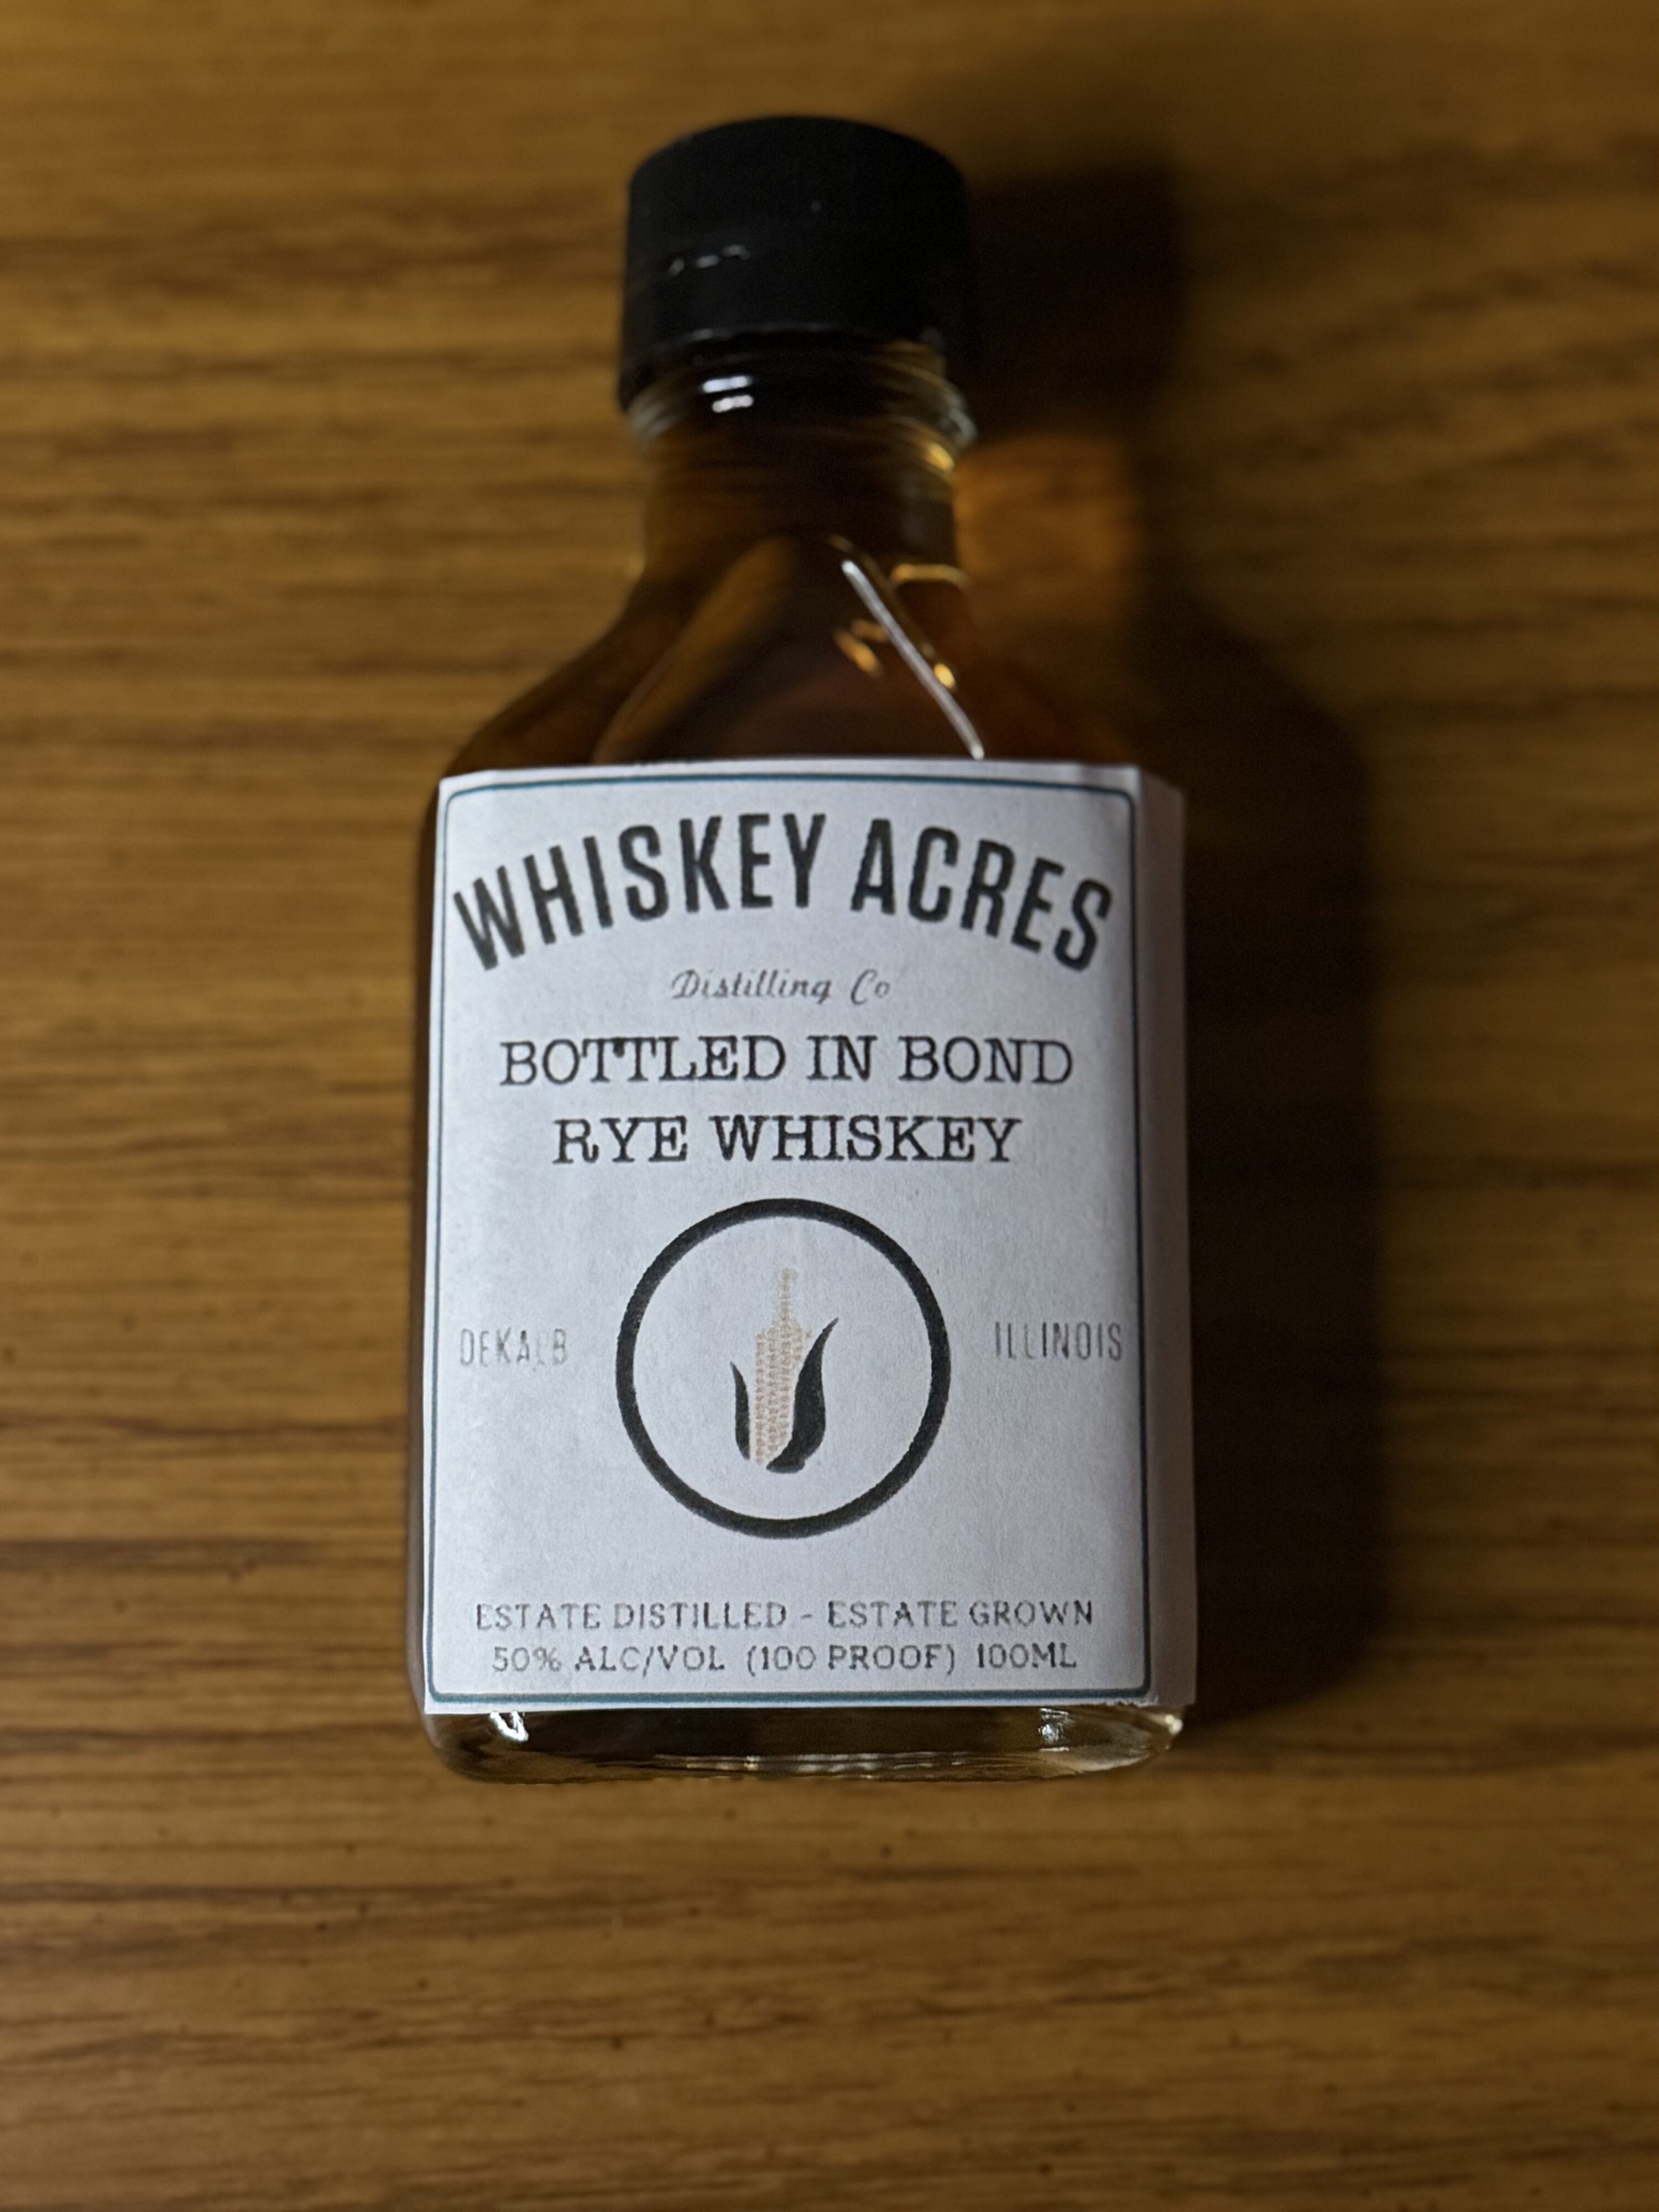 WHISKEY ACRES
Distilling Co
BOTTLED IN BOND
RYE WHISKEY
DEKALB ILLINOIS
ESTATE DISTILLED - ESTATE GROWN
50% ALC/VOL (100 PROOF) 100ML